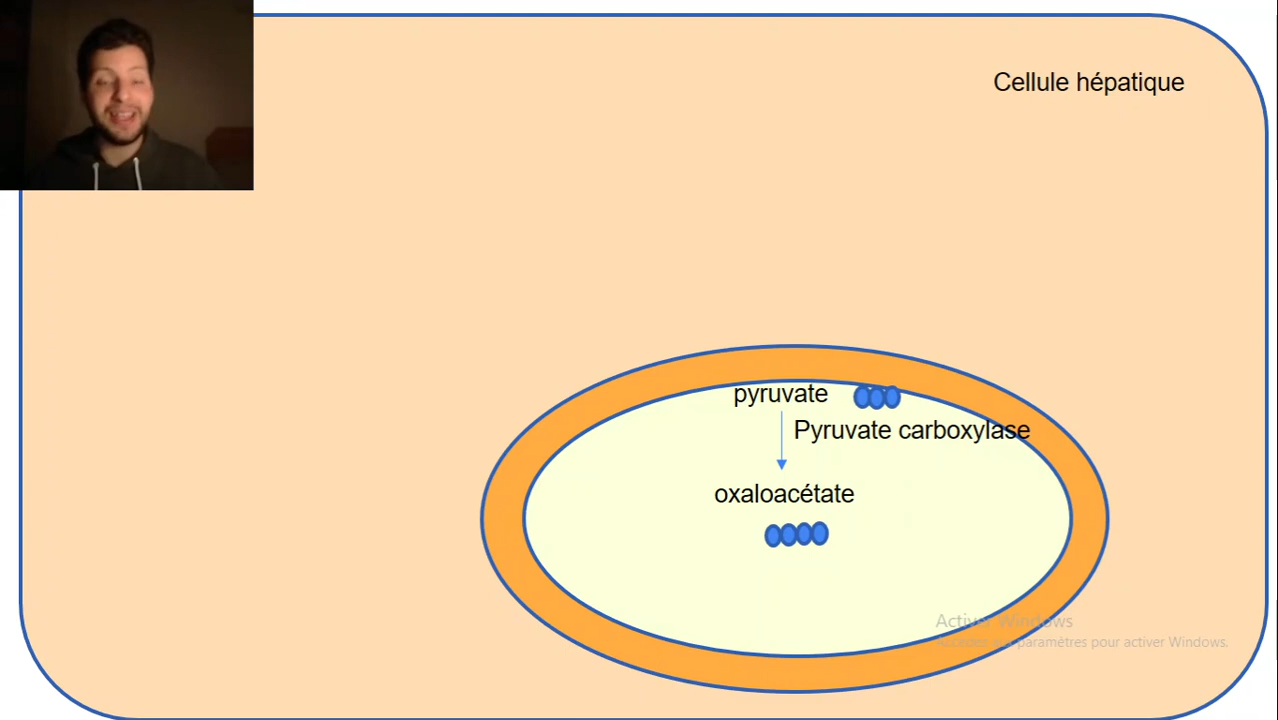 Cellule hépatique
pyruvate
Pyruvate carboxylase
oxaloacétate
Activer Windows
Accédez aux paramètres pour activer Windows.